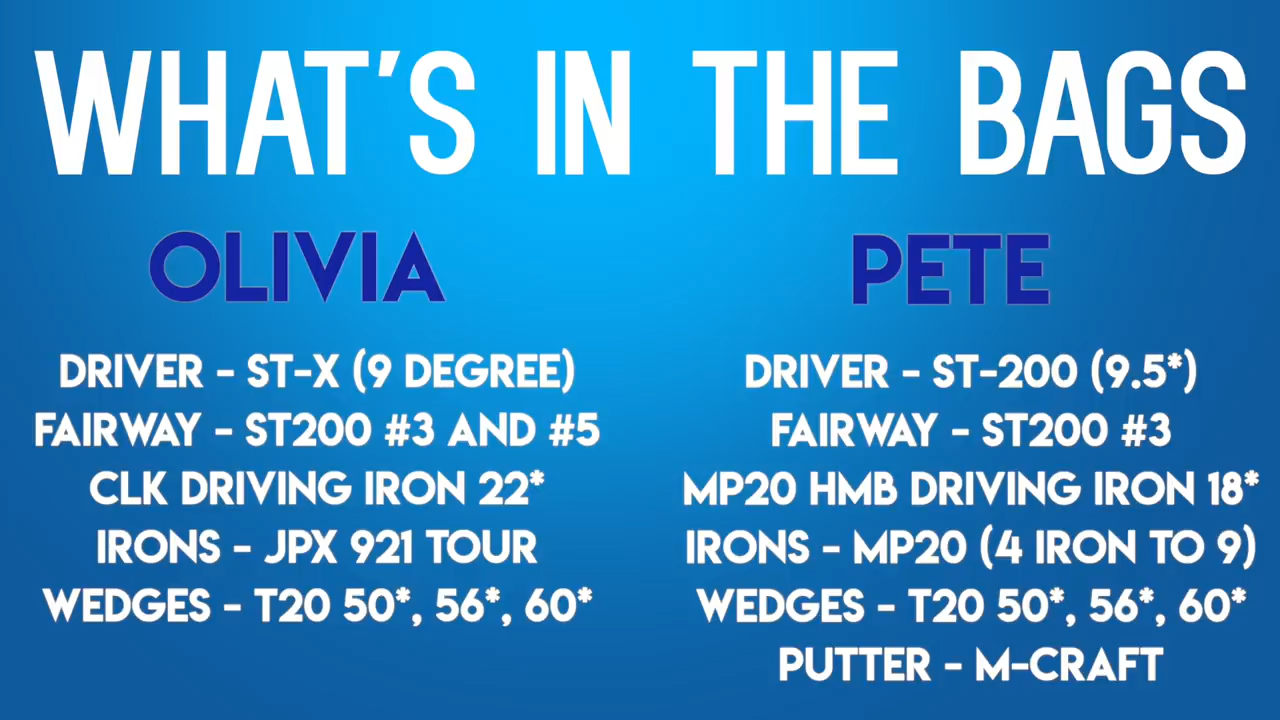 WHAT'S IN THE BAGS
OLIVIA
DRIVER - ST-X (9 DEGREE)
FAIRWAY - ST200 #3 AND #5
CLK DRIVING IRON 22*
IRONS - JPX 921 TOUR
WEDGES - T20 50*, 56*, 60*
PETE
DRIVER - ST-200 (9.5*)
FAIRWAY - ST200 #3
MP20 HMB DRIVING IRON 18*
IRONS - MP20 (4 IRON TO 9)
WEDGES - T20 50*, 56*, 60*
PUTTER - M-CRAFT